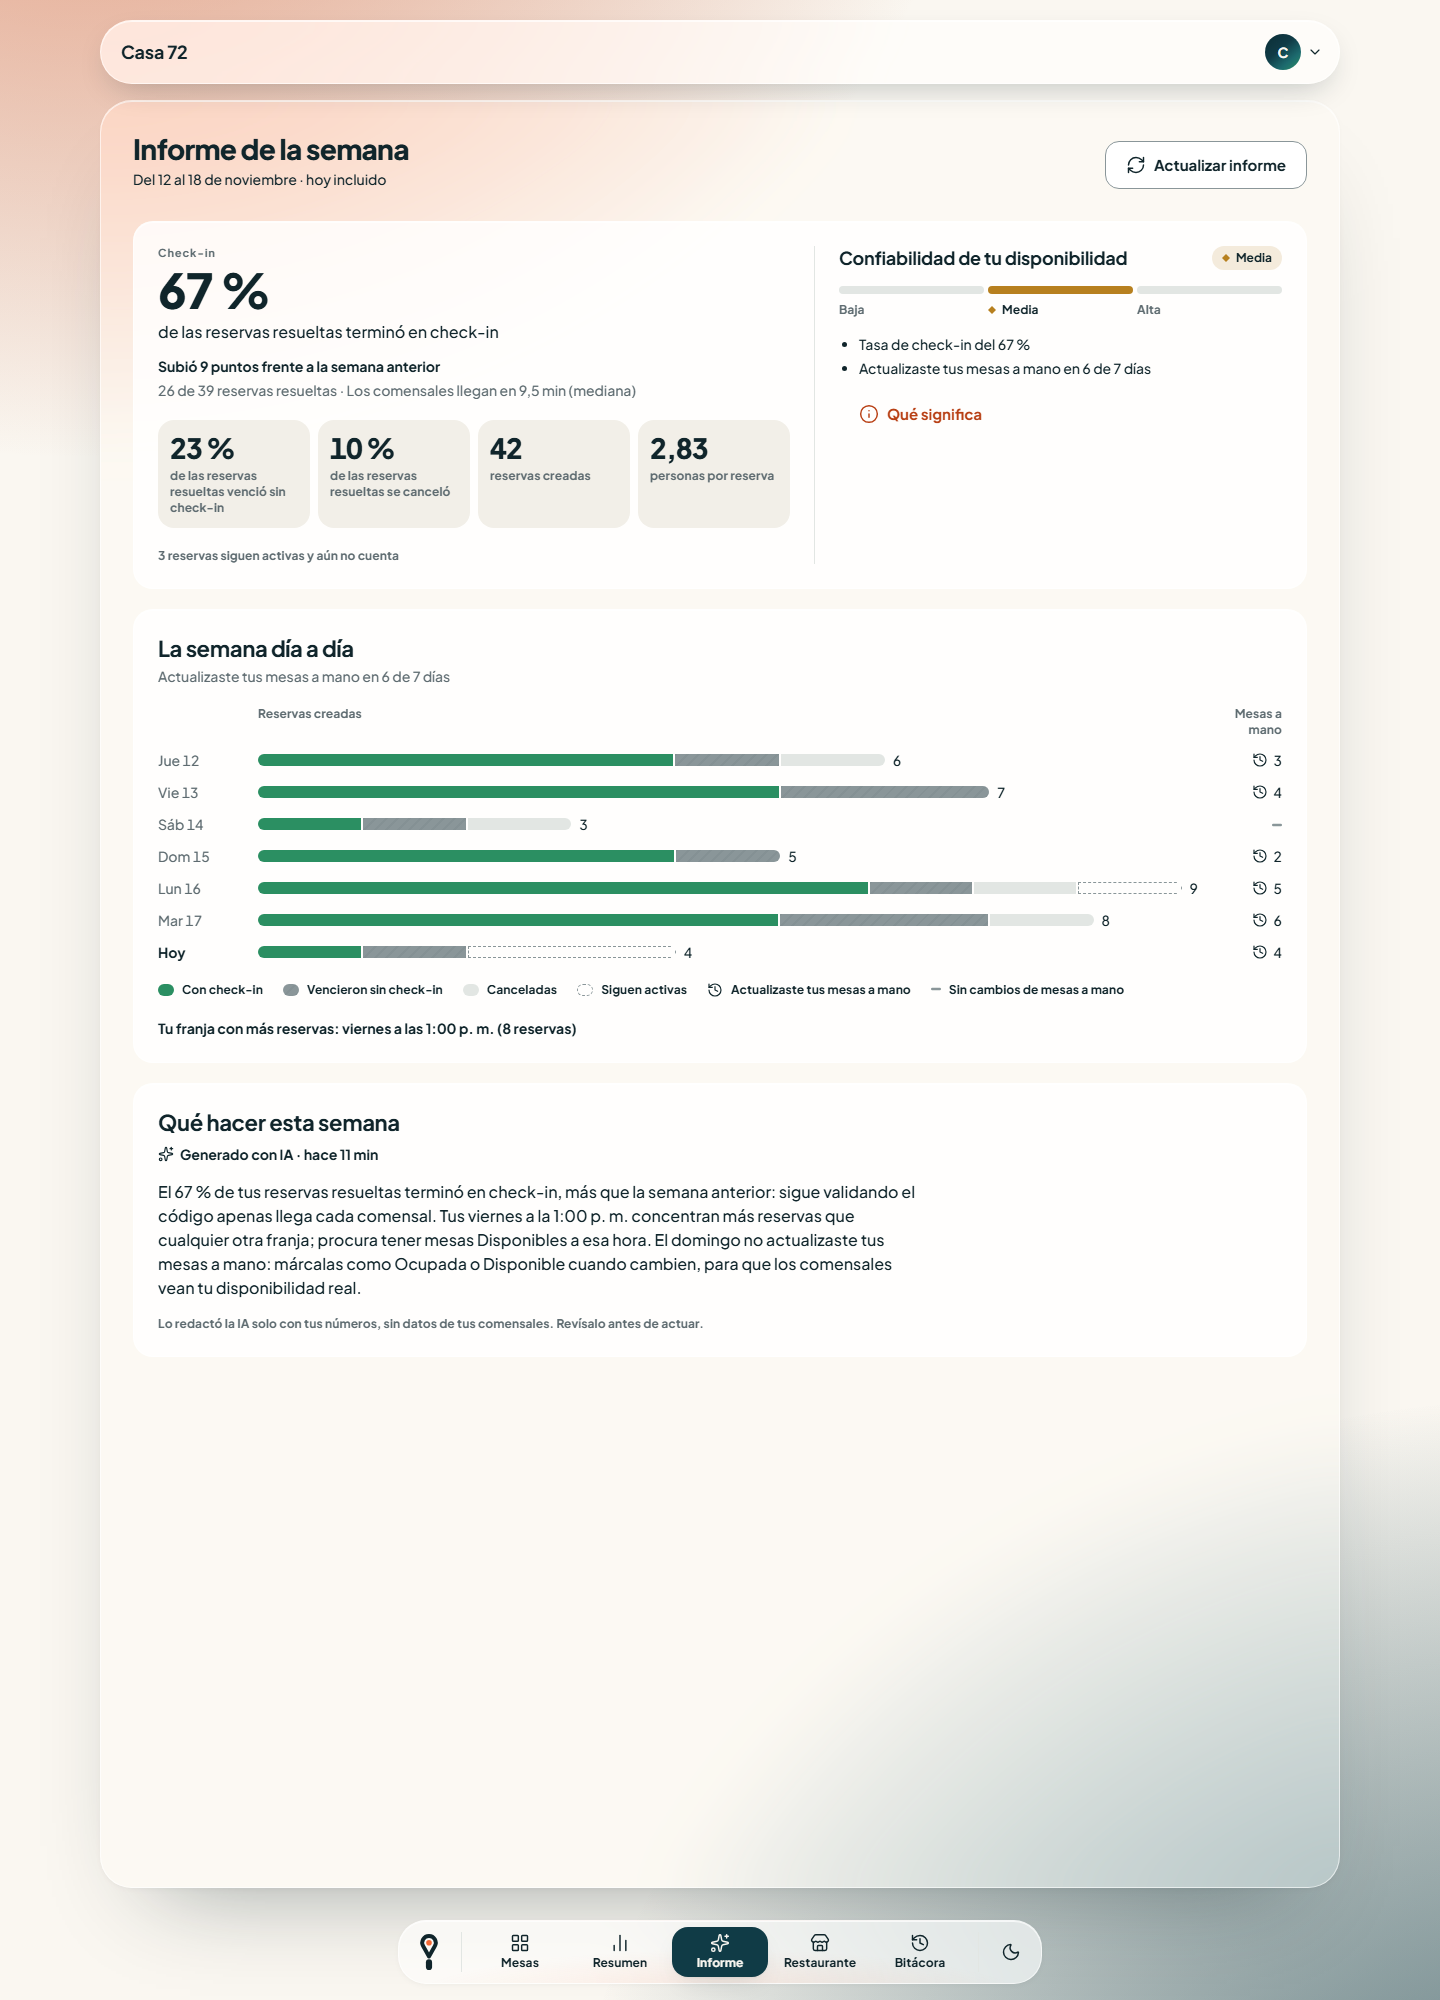 Casa 72
C
Informe de la semana
Del 12 al 18 de noviembre · hoy incluido
Actualizar informe
Check-in
67 %
de las reservas resueltas terminó en check-in
Subió 9 puntos frente a la semana anterior
26 de 39 reservas resueltas · Los comensales llegan en 9,5 min (mediana)
23 %
de las reservas
resueltas venció sin
check-in
10 %
de las reservas
resueltas se canceló
42
reservas creadas
2,83
personas por reserva
3 reservas siguen activas y aún no cuenta
Confiabilidad de tu disponibilidad
Media
Baja
Media
Alta
Tasa de check-in del 67 %
Actualizaste tus mesas a mano en 6 de 7 días
Qué significa
La semana día a día
Actualizaste tus mesas a mano en 6 de 7 días
Reservas creadas
Mesas a
mano
Jue 12 6 3
Vie 13 7 4
Sáb 14 3 –
Dom 15 5 2
Lun 16 9 5
Mar 17 8 6
Hoy 4 4
Con check-in
Vencieron sin check-in
Canceladas
Siguen activas
Actualizaste tus mesas a mano
– Sin cambios de mesas a mano
Tu franja con más reservas: viernes a las 1:00 p. m. (8 reservas)
Qué hacer esta semana
Generado con IA · hace 11 min
El 67 % de tus reservas resueltas terminó en check-in, más que la semana anterior: sigue validando el
código apenas llega cada comensal. Tus viernes a la 1:00 p. m. concentran más reservas que
cualquier otra franja; procura tener mesas Disponibles a esa hora. El domingo no actualizaste tus
mesas a mano: márcalas como Ocupada o Disponible cuando cambien, para que los comensales
vean tu disponibilidad real.
Lo redactó la IA solo con tus números, sin datos de tus comensales. Revísalo antes de actuar.
Mesas
Resumen
Informe
Restaurante
Bitácora